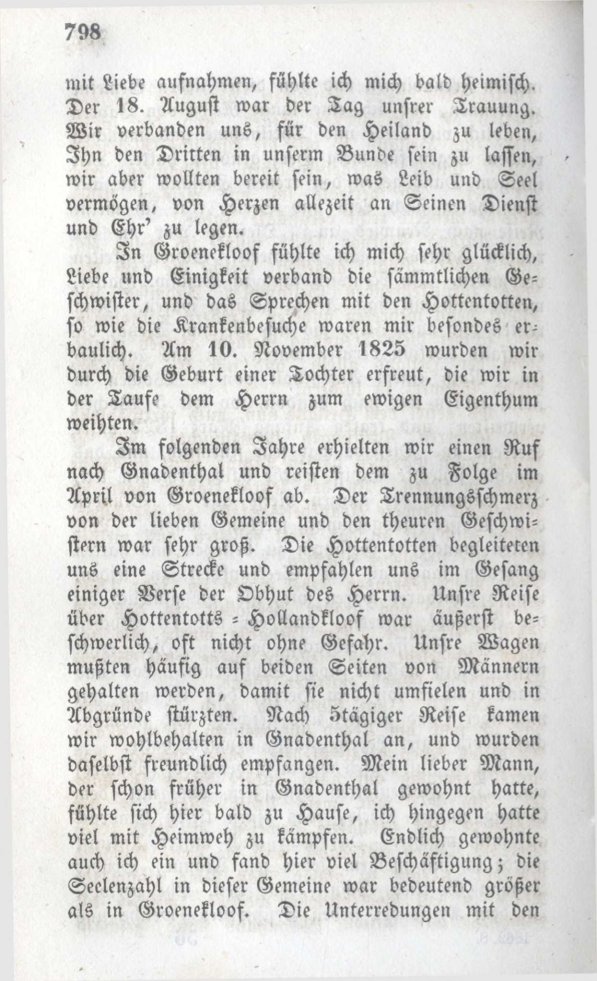 798
mit Liebe aufnahmen, fühlte ich mich bald heimisch.
Der 18. August war der Tag unsrer Trauung.
Wir verbanden uns, für den Heiland zu leben,
Ihn den Dritten in unserm Bunde sein zu lassen,
wir aber wollten bereit sein, was Leib und Seel
vermögen, von Herzen allezeit an Seinen Dienst
und Ehr' zu legen.
In Groenekloof fühlte ich mich sehr glücklich,
Liebe und Einigkeit verband die sämmtlichen Ge=
schwister, und das Sprechen mit den Hottentotten,
so wie die Krankenbesuche waren mir besondes er=
baulich. Am 10. November 1825 wurden wir
durch die Geburt einer Tochter erfreut, die wir in
der Taufe dem Herrn zum ewigen Eigenthum
weihten.
Im folgenden Jahre erhielten wir einen Ruf
nach Gnadenthal und reisten dem zu Folge im
April von Groenekloof ab. Der Trennungsschmerz
von der lieben Gemeine und den theuren Geschwi=
stern war sehr groß. Die Hottentotten begleiteten
uns eine Strecke und empfahlen uns im Gesang
einiger Verse der Obhut des Herrn. Unsre Reise
über Hottentotts = Hollandkloof war äußerst be=
schwerlich, oft nicht ohne Gefahr. Unsre Wagen
mußten häufig auf beiden Seiten von Männern
gehalten werden, damit sie nicht umfielen und in
Abgründe stürzten. Nach 5tägiger Reise kamen
wir wohlbehalten in Gnadenthal an, und wurden
daselbst freundlich empfangen. Mein lieber Mann,
der schon früher in Gnadenthal gewohnt hatte,
fühlte sich hier bald zu Hause, ich hingegen hatte
viel mit Heimweh zu kämpfen. Endlich gewohnte
auch ich ein und fand hier viel Beschäftigung; die
Seelenzahl in dieser Gemeine war bedeutend größer
als in Groenekloof. Die Unterredungen mit den